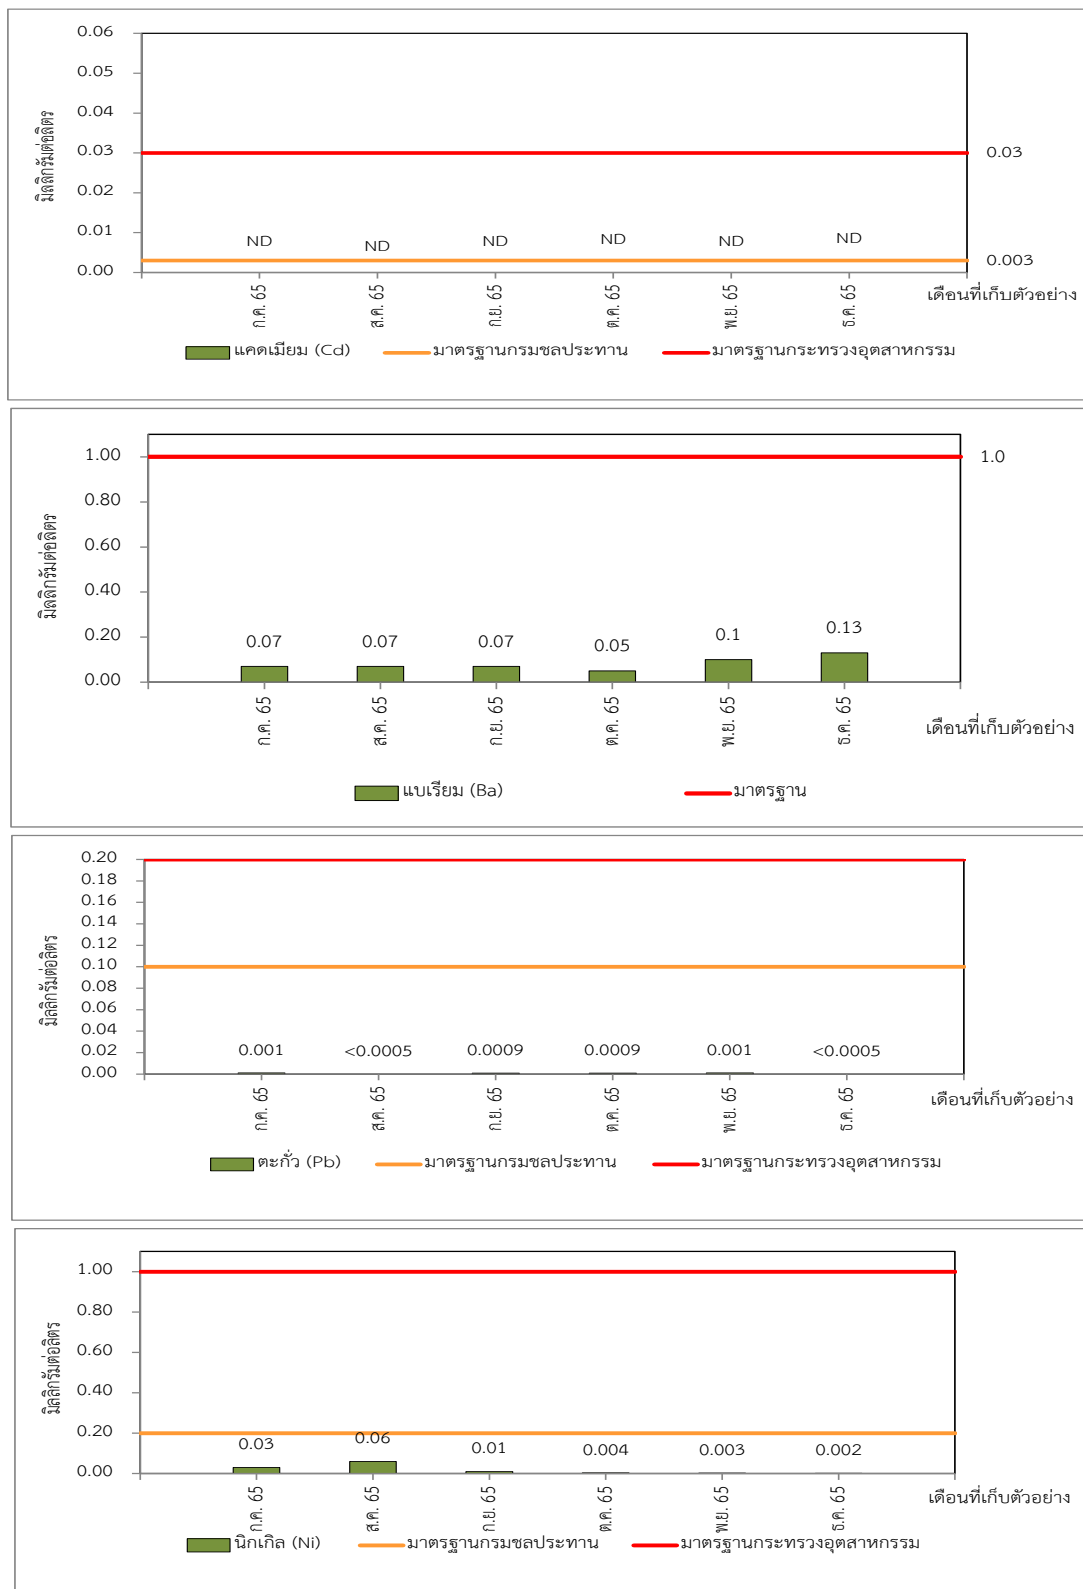 0.06
0.05
0.04
0.03
0.02
0.01
0.00
มิลลิกรัมต่อลิตร
0.03
0.003
ND ND ND ND ND ND
ก.ค. 65 ส.ค. 65 ก.ย. 65 ต.ค. 65 พ.ย. 65 ธ.ค. 65
เดือนที่เก็บตัวอย่าง
แคดเมียม (Cd) มาตรฐานกรมชลประทาน มาตรฐานกระทรวงอุตสาหกรรม
1.00
0.80
0.60
0.40
0.20
0.00
มิลลิกรัมต่อลิตร
1.0
0.07 0.07 0.07 0.05 0.1 0.13
ก.ค. 65 ส.ค. 65 ก.ย. 65 ต.ค. 65 พ.ย. 65 ธ.ค. 65
เดือนที่เก็บตัวอย่าง
แบเรียม (Ba) มาตรฐาน
0.20
0.18
0.16
0.14
0.12
0.10
0.08
0.06
0.04
0.02
0.00
มิลลิกรัมต่อลิตร
0.001 <0.0005 0.0009 0.0009 0.001 <0.0005
ก.ค. 65 ส.ค. 65 ก.ย. 65 ต.ค. 65 พ.ย. 65 ธ.ค. 65
เดือนที่เก็บตัวอย่าง
ตะกั่ว (Pb) มาตรฐานกรมชลประทาน มาตรฐานกระทรวงอุตสาหกรรม
1.00
0.80
0.60
0.40
0.20
0.00
มิลลิกรัมต่อลิตร
0.03 0.06 0.01 0.004 0.003 0.002
ก.ค. 65 ส.ค. 65 ก.ย. 65 ต.ค. 65 พ.ย. 65 ธ.ค. 65
เดือนที่เก็บตัวอย่าง
นิกเกิล (Ni) มาตรฐานกรมชลประทาน มาตรฐานกระทรวงอุตสาหกรรม